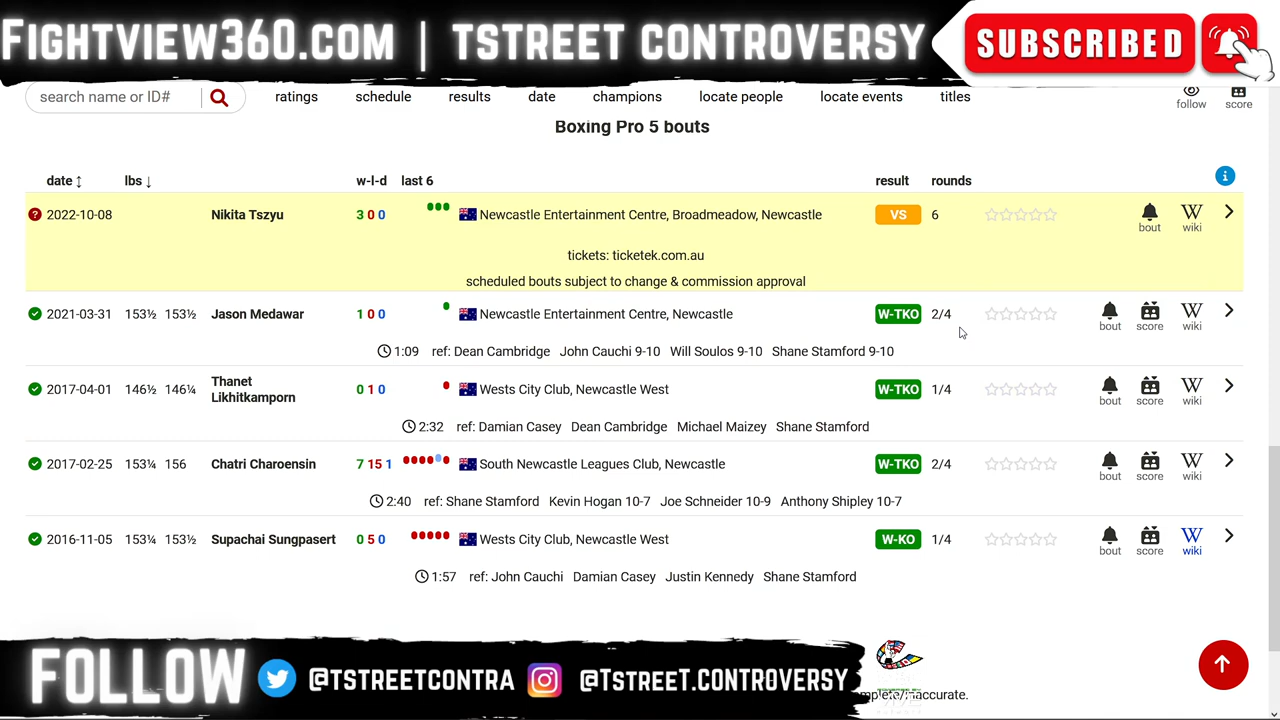 FIGHTVIEW360.COM | TSTREET CONTROVERSY
SUBSCRIBED
search name or ID#
ratings schedule results date champions locate people locate events titles
follow score
Boxing Pro 5 bouts
date lbs w-l-d last 6 result rounds
2022-10-08 Nikita Tszyu 3 0 0 Newcastle Entertainment Centre, Broadmeadow, Newcastle VS 6 bout wiki
tickets: ticketek.com.au
scheduled bouts subject to change & commission approval
2021-03-31 153½ 153½ Jason Medawar 1 0 0 Newcastle Entertainment Centre, Newcastle W-TKO 2/4 bout score wiki
1:09 ref: Dean Cambridge John Cauchi 9-10 Will Soulos 9-10 Shane Stamford 9-10
2017-04-01 146½ 146¼ Thanet Likhitkamporn 0 1 0 Wests City Club, Newcastle West W-TKO 1/4 bout score wiki
2:32 ref: Damian Casey Dean Cambridge Michael Maizey Shane Stamford
2017-02-25 153¼ 156 Chatri Charoensin 7 15 1 South Newcastle Leagues Club, Newcastle W-TKO 2/4 bout score wiki
2:40 ref: Shane Stamford Kevin Hogan 10-7 Joe Schneider 10-9 Anthony Shipley 10-7
2016-11-05 153¼ 153½ Supachai Sungpasert 0 5 0 Wests City Club, Newcastle West W-KO 1/4 bout score wiki
1:57 ref: John Cauchi Damian Casey Justin Kennedy Shane Stamford
FOLLOW @TSTREETCONTRA @TSTREET.CONTROVERSY
mplete/inaccurate.